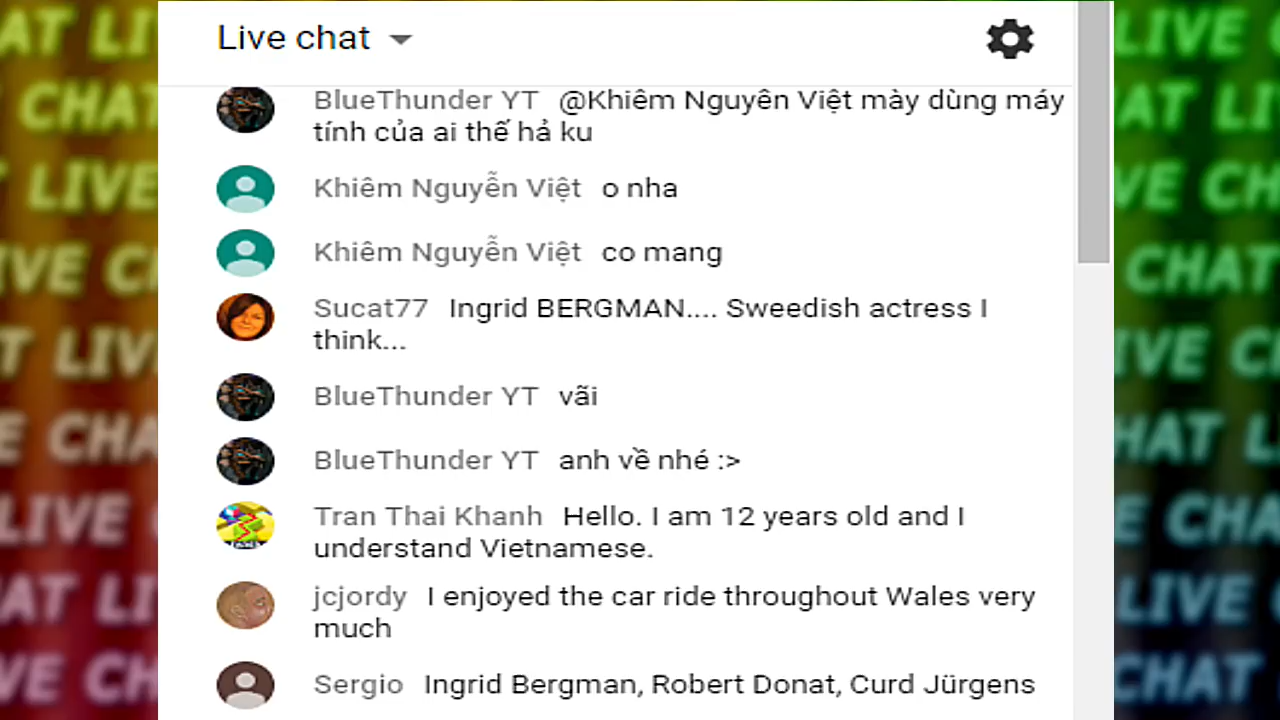 Live chat
BlueThunder YT @Khiêm Nguyên Việt mày dùng máy
tính của ai thế hả ku
Khiêm Nguyễn Việt o nha
Khiêm Nguyễn Việt co mang
Sucat77 Ingrid BERGMAN.... Sweedish actress I
think...
BlueThunder YT vãi
BlueThunder YT anh về nhé :>
Tran Thai Khanh Hello. I am 12 years old and I
understand Vietnamese.
jcjordy I enjoyed the car ride throughout Wales very
much
Sergio Ingrid Bergman, Robert Donat, Curd Jürgens